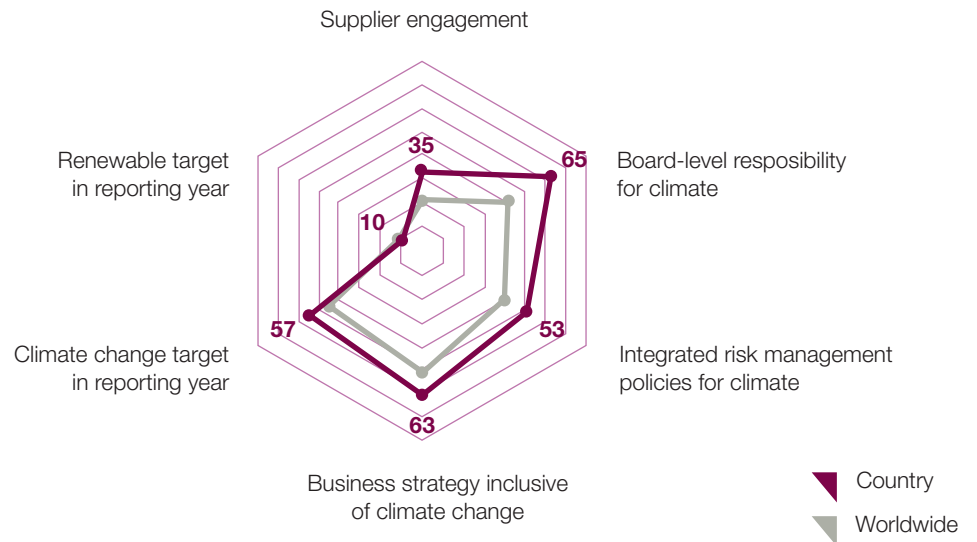 Supplier engagement
35
65
Board-level resposibility
for climate
Renewable target
in reporting year
10
57
53
Climate change target
in reporting year
Integrated risk management
policies for climate
63
Business strategy inclusive
of climate change
Country
Worldwide